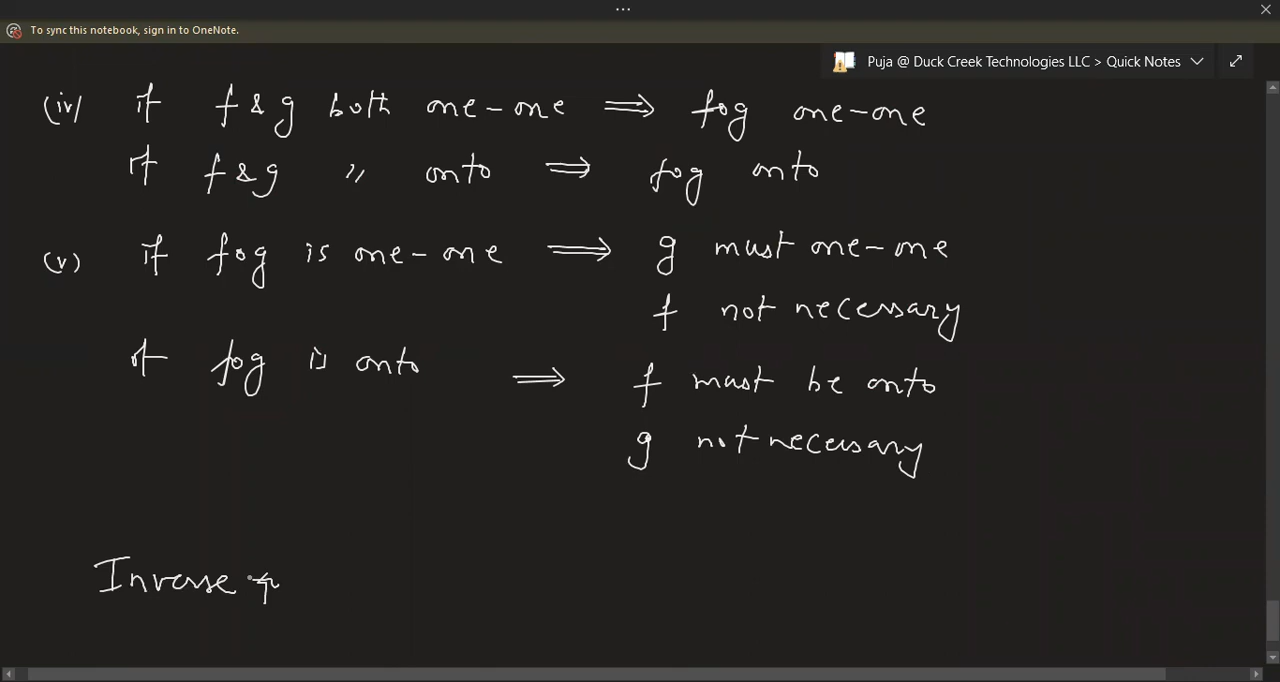 ...
To sync this notebook, sign in to OneNote.
Puja @ Duck Creek Technologies LLC > Quick Notes
(iv) if f & g both one-one ⟹ fog one-one
if f & g 〃 onto ⟹ fog onto
(v) if fog is one-one ⟹ g must one-one
f not necessary
if fog is onto ⟹ f must be onto
g not necessary
Inverse